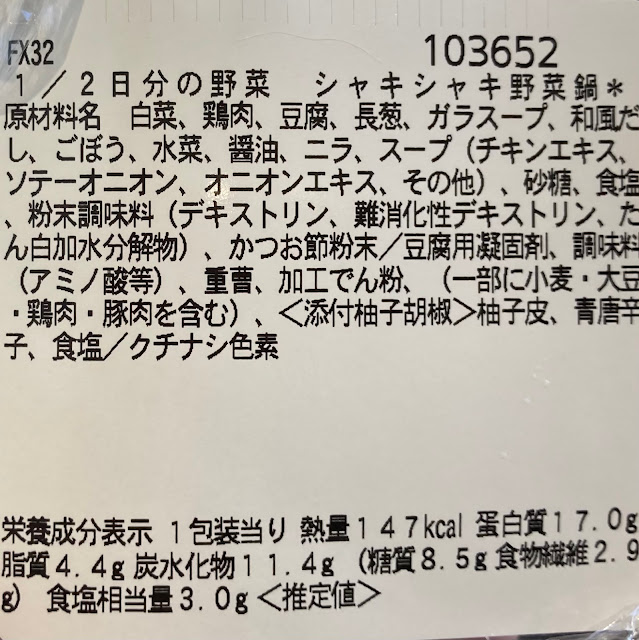 FX32 103652
1/2日分の野菜 シャキシャキ野菜鍋*
原材料名 白菜、鶏肉、豆腐、長葱、ガラスープ、和風だ
し、ごぼう、水菜、醤油、ニラ、スープ(チキンエキス、
ソテーオニオン、オニオンエキス、その他)、砂糖、食塩
、粉末調味料(デキストリン、難消化性デキストリン、た
ん白加水分解物)、かつお節粉末/豆腐用凝固剤、調味料
(アミノ酸等)、重曹、加工でん粉、(一部に小麦・大豆
・鶏肉・豚肉を含む)、<添付柚子胡椒>柚子皮、青唐辛
子、食塩/クチナシ色素
栄養成分表示 1包装当り 熱量147kcal 蛋白質17.0g
脂質4.4g 炭水化物11.4g (糖質8.5g 食物繊維2.9
g) 食塩相当量3.0g<推定値>